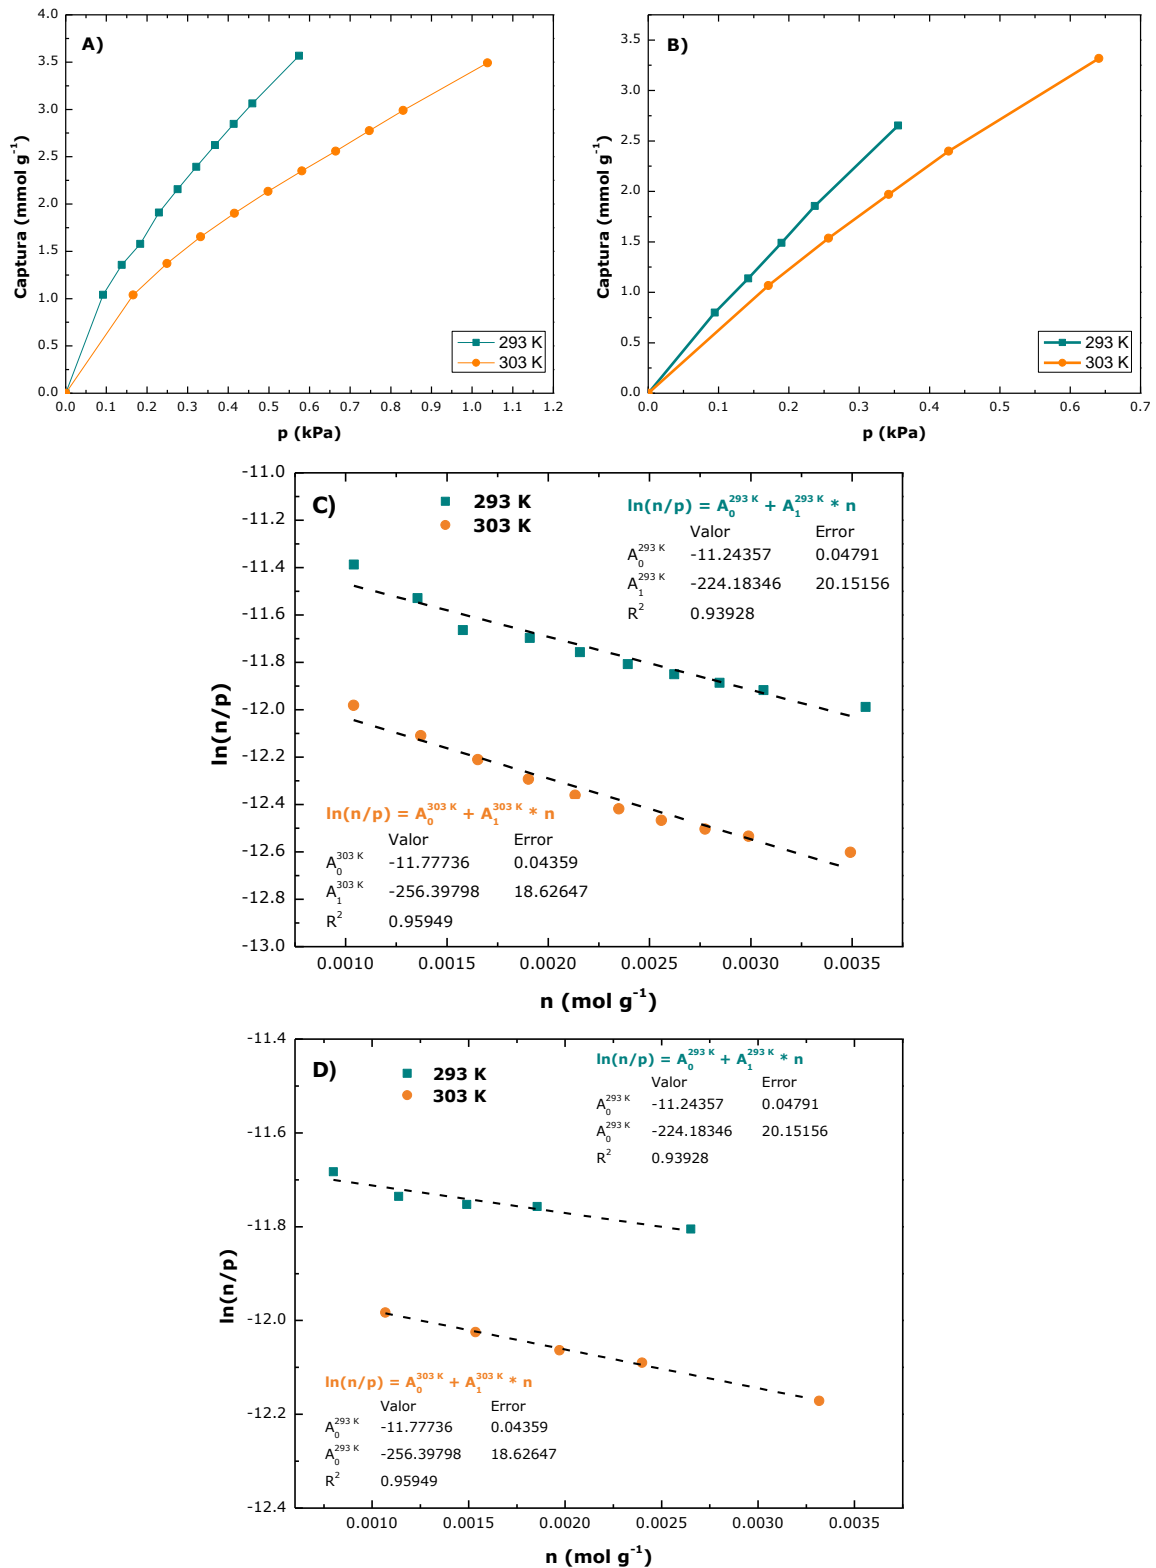 A)
4.0
3.5
3.0
2.5
2.0
1.5
1.0
0.5
0.0
Captura (mmol g⁻¹)
293 K
303 K
0.0 0.1 0.2 0.3 0.4 0.5 0.6 0.7 0.8 0.9 1.0 1.1 1.2
p (kPa)
B)
3.5
3.0
2.5
2.0
1.5
1.0
0.5
0.0
Captura (mmol g⁻¹)
293 K
303 K
0.0 0.1 0.2 0.3 0.4 0.5 0.6 0.7
p (kPa)
C)
-11.0
-11.2
-11.4
-11.6
-11.8
-12.0
-12.2
-12.4
-12.6
-12.8
-13.0
ln(n/p)
293 K
303 K
ln(n/p) = A₀²⁹³ ᴷ + A₁²⁹³ ᴷ * n
Valor Error
A₀²⁹³ ᴷ -11.24357 0.04791
A₁²⁹³ ᴷ -224.18346 20.15156
R² 0.93928
ln(n/p) = A₀³⁰³ ᴷ + A₁³⁰³ ᴷ * n
Valor Error
A₀³⁰³ ᴷ -11.77736 0.04359
A₁³⁰³ ᴷ -256.39798 18.62647
R² 0.95949
0.0010 0.0015 0.0020 0.0025 0.0030 0.0035
n (mol g⁻¹)
D)
-11.4
-11.6
-11.8
-12.0
-12.2
-12.4
ln(n/p)
293 K
303 K
ln(n/p) = A₀²⁹³ ᴷ + A₁²⁹³ ᴷ * n
Valor Error
A₀²⁹³ ᴷ -11.24357 0.04791
A₀²⁹³ ᴷ -224.18346 20.15156
R² 0.93928
ln(n/p) = A₀³⁰³ ᴷ + A₁³⁰³ ᴷ * n
Valor Error
A₀²⁹³ ᴷ -11.77736 0.04359
A₀²⁹³ ᴷ -256.39798 18.62647
R² 0.95949
0.0010 0.0015 0.0020 0.0025 0.0030 0.0035
n (mol g⁻¹)